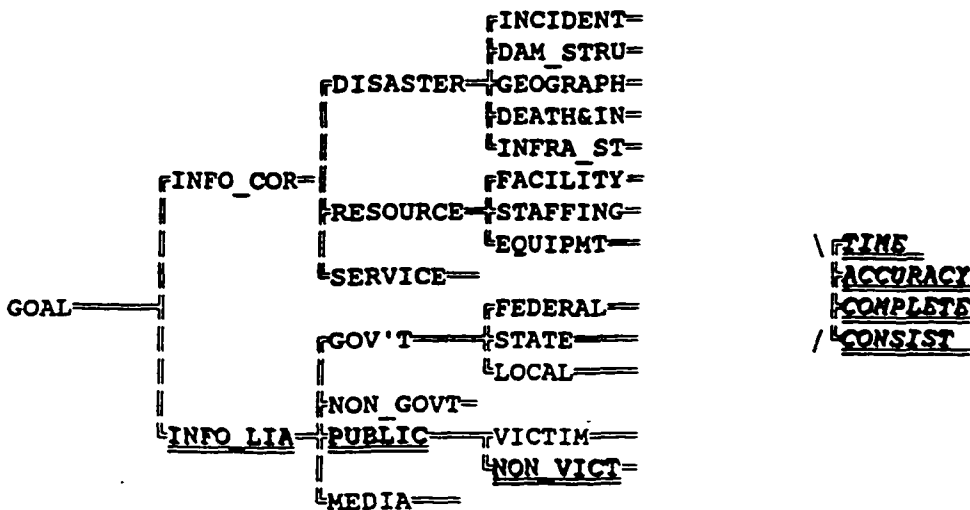 INCIDENT
DAM_STRU
DISASTER GEOGRAPH
DEATH&IN
INFRA_ST
INFO_COR FACILITY
RESOURCE STAFFING
EQUIPMT \ TIME
SERVICE ACCURACY
GOAL FEDERAL COMPLETE
GOV'T STATE / CONSIST
LOCAL
NON_GOVT
INFO_LIA PUBLIC VICTIM
NON_VICT
MEDIA